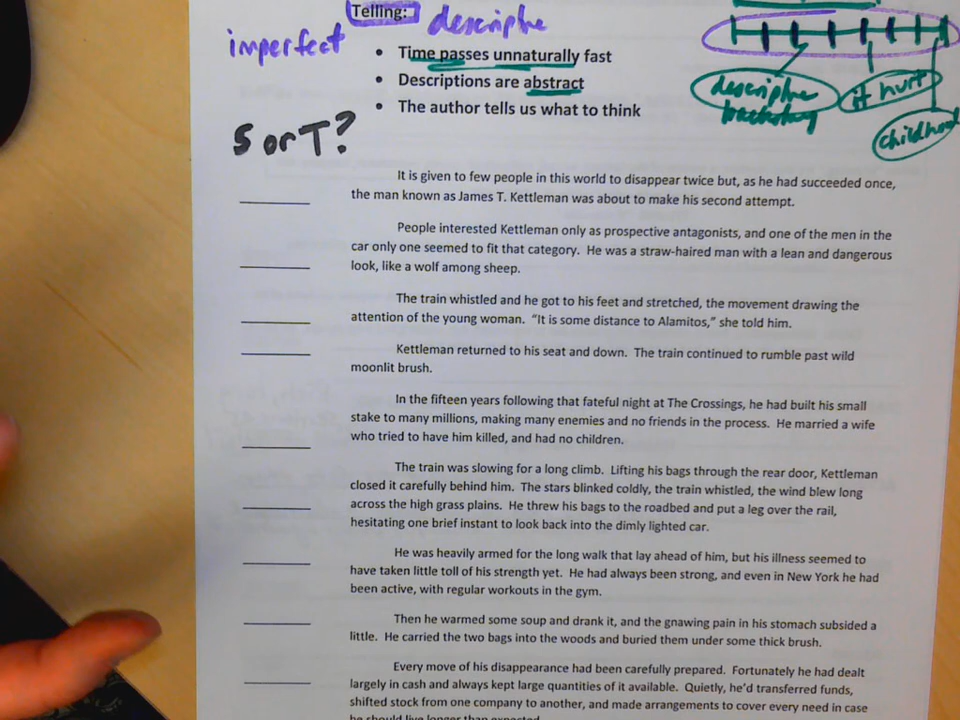 Telling: descriptive
imperfect
• Time passes unnaturally fast
• Descriptions are abstract
• The author tells us what to think
descriptive
backstory
it hurt
childhood
S or T?
It is given to few people in this world to disappear twice but, as he had succeeded once,
the man known as James T. Kettleman was about to make his second attempt.
People interested Kettleman only as prospective antagonists, and one of the men in the
car only one seemed to fit that category. He was a straw-haired man with a lean and dangerous
look, like a wolf among sheep.
The train whistled and he got to his feet and stretched, the movement drawing the
attention of the young woman. "It is some distance to Alamitos," she told him.
Kettleman returned to his seat and down. The train continued to rumble past wild
moonlit brush.
In the fifteen years following that fateful night at The Crossings, he had built his small
stake to many millions, making many enemies and no friends in the process. He married a wife
who tried to have him killed, and had no children.
The train was slowing for a long climb. Lifting his bags through the rear door, Kettleman
closed it carefully behind him. The stars blinked coldly, the train whistled, the wind blew long
across the high grass plains. He threw his bags to the roadbed and put a leg over the rail,
hesitating one brief instant to look back into the dimly lighted car.
He was heavily armed for the long walk that lay ahead of him, but his illness seemed to
have taken little toll of his strength yet. He had always been strong, and even in New York he had
been active, with regular workouts in the gym.
Then he warmed some soup and drank it, and the gnawing pain in his stomach subsided a
little. He carried the two bags into the woods and buried them under some thick brush.
Every move of his disappearance had been carefully prepared. Fortunately he had dealt
largely in cash and always kept large quantities of it available. Quietly, he'd transferred funds,
shifted stock from one company to another, and made arrangements to cover every need in case
he should live longer than expected.